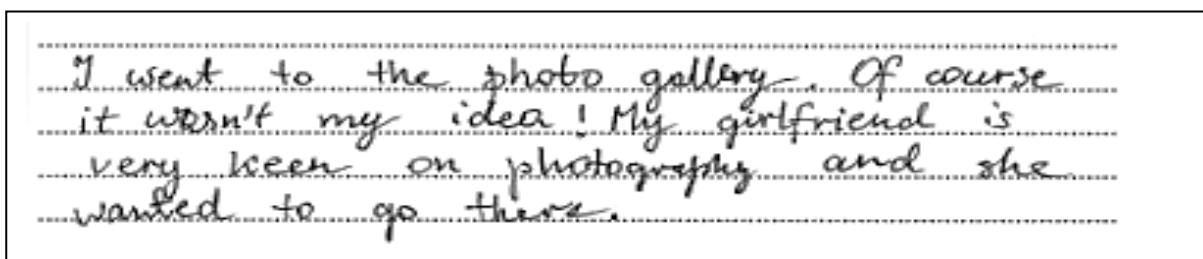 I went to the photo gallery. Of course
it wasn't my idea! My girlfriend is
very keen on photography and she
wanted to go there.